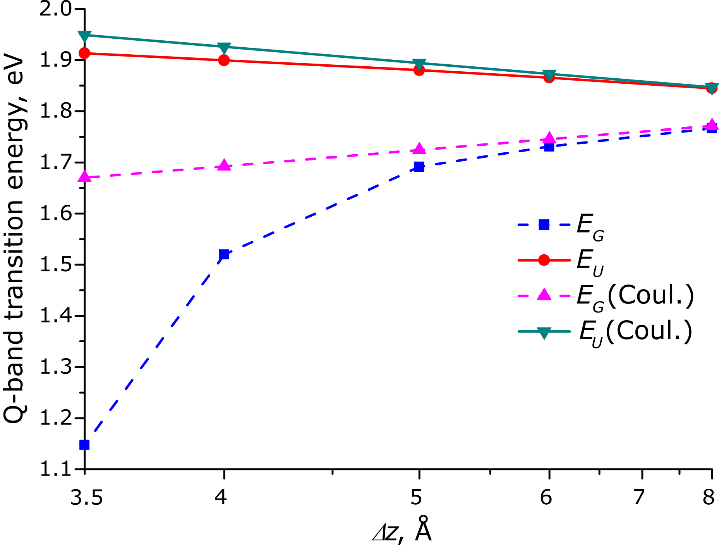 Q-band transition energy, eV
2.0
1.9
1.8
1.7
1.6
1.5
1.4
1.3
1.2
1.1
E_G
E_U
E_G(Coul.)
E_U(Coul.)
3.5 4 5 6 7 8
Δz, Å